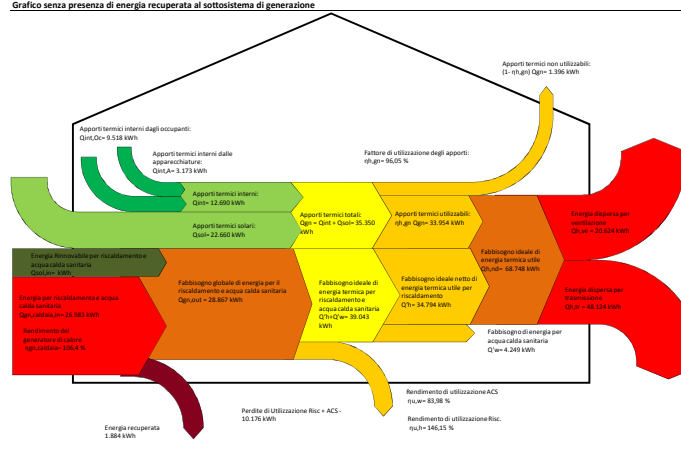 Grafico senza presenza di energia recuperata al sottosistema di generazione
Apporti termici non utilizzabili:
(1- ηh,gn) Qgn= 1.396 kWh
Apporti termici interni dagli occupanti:
Qint,Oc= 9.518 kWh
Apporti termici interni dalle
apparecchiature:
Qint,A= 3.173 kWh
Fattore di utilizzazione degli apporti:
ηh,gn= 96,05 %
Apporti termici interni:
Qint= 12.690 kWh
Apporti termici solari:
Qsol= 22.660 kWh
Apporti termici totali:
Qgn = Qint + Qsol= 35.350
kWh
Apporti termici utilizzabili:
ηh,gn Qgn= 33.954 kWh
Energia dispersa per
ventilazione
Qh,ve = 20.624 kWh
Fabbisogno ideale di
energia termica utile
Qh,nd= 68.748 kWh
Energia Rinnovabile per riscaldamento e
acqua calda sanitaria
Qsol,in= kWh
Fabbisogno globale di energia per il
riscaldamento e acqua calda sanitaria
Qgn,out = 28.867 kWh
Fabbisogno ideale di
energia termica per
riscaldamento e
acqua calda sanitaria
Q'h+Q'w= 39.043
kWh
Fabbisogno ideale netto di
energia termica utile per
riscaldamento
Q'h = 34.794 kWh
Energia dispersa per
trasmissione
Qh,tr = 48.124 kWh
Energia per riscaldamento e acqua
calda sanitaria
Qgn,caldaia,in= 26.983 kWh
Rendimento del
generatore di calore
ηgn,caldaia= 106,4 %
Fabbisogno di energia per
acqua calda sanitaria
Q'w= 4.249 kWh
Rendimento di utilizzazione ACS
ηu,w= 83,98 %
Perdite di Utilizzazione Risc + ACS -
10.176 kWh
Rendimento di utilizzazione Risc.
ηu,h= 146,15 %
Energia recuperata
1.884 kWh